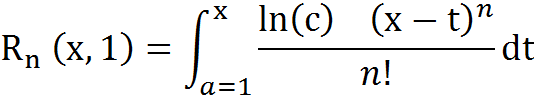 Rₙ (x, 1) = ∫ₐ₌₁ˣ ln(c) (x − t)ⁿ / n! dt